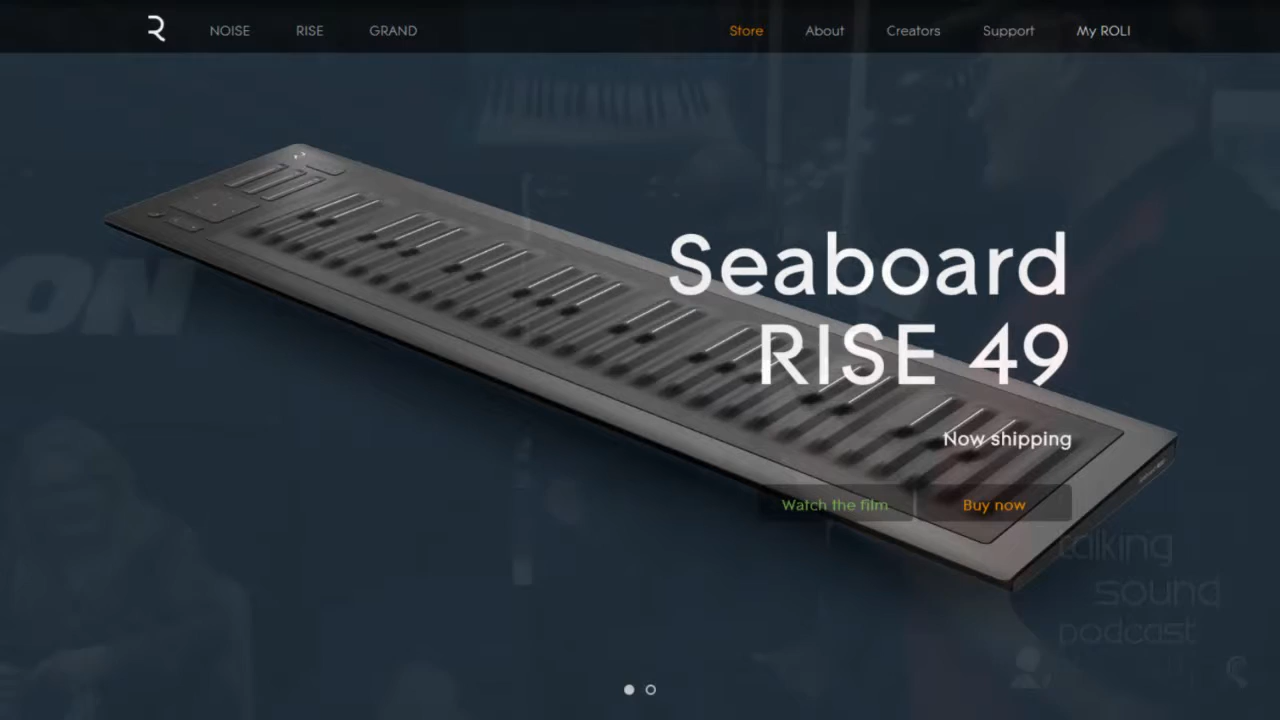 NOISE RISE GRAND Store About Creators Support My ROLI
Seaboard
RISE 49
Now shipping
Watch the film Buy now
ON
talking
sound
podcast